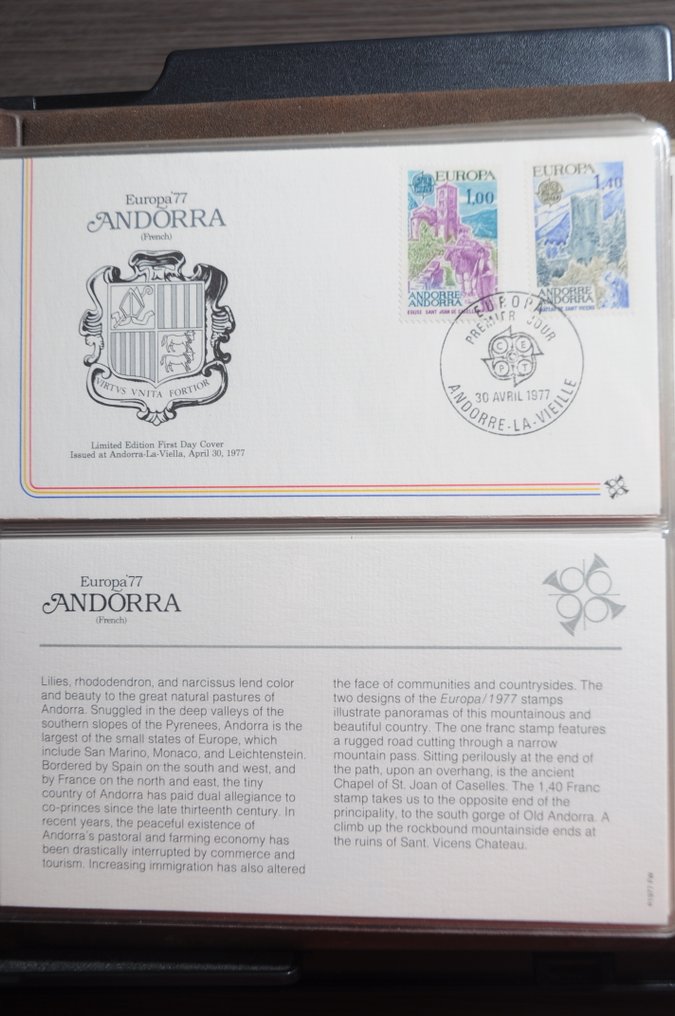 Europa'77
ANDORRA
(French)
VIRTVS VNITA FORTIOR
Limited Edition First Day Cover
Issued at Andorra-La-Viella, April 30, 1977
EUROPA
1,00
ANDORRE
ANDORRA
EGLISE SANT JOAN DE CASELLES
EUROPA
1,40
ANDORRE
ANDORRA
CHATEAU DE SANT VICENS
EUROPA
PREMIER JOUR
C E
C
P T
30 AVRIL 1977
ANDORRE-LA-VIEILLE
Europa'77
ANDORRA
(French)
Lilies, rhododendron, and narcissus lend color
and beauty to the great natural pastures of
Andorra. Snuggled in the deep valleys of the
southern slopes of the Pyrenees, Andorra is the
largest of the small states of Europe, which
include San Marino, Monaco, and Leichtenstein.
Bordered by Spain on the south and west, and
by France on the north and east, the tiny
country of Andorra has paid dual allegiance to
co-princes since the late thirteenth century. In
recent years, the peaceful existence of
Andorra's pastoral and farming economy has
been drastically interrupted by commerce and
tourism. Increasing immigration has also altered
the face of communities and countrysides. The
two designs of the Europa/1977 stamps
illustrate panoramas of this mountainous and
beautiful country. The one franc stamp features
a rugged road cutting through a narrow
mountain pass. Sitting perilously at the end of
the path, upon an overhang, is the ancient
Chapel of St. Joan of Caselles. The 1,40 Franc
stamp takes us to the opposite end of the
principality, to the south gorge of Old Andorra. A
climb up the rockbound mountainside ends at
the ruins of Sant. Vicens Chateau.